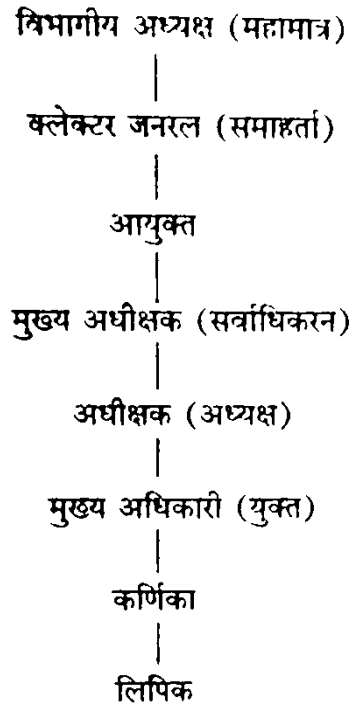 विभागीय अध्यक्ष (महामात्र)
क्लेक्टर जनरल (समाहर्ता)
आयुक्त
मुख्य अधीक्षक (सर्वाधिकरन)
अधीक्षक (अध्यक्ष)
मुख्य अधिकारी (युक्त)
कर्णिका
लिपिक